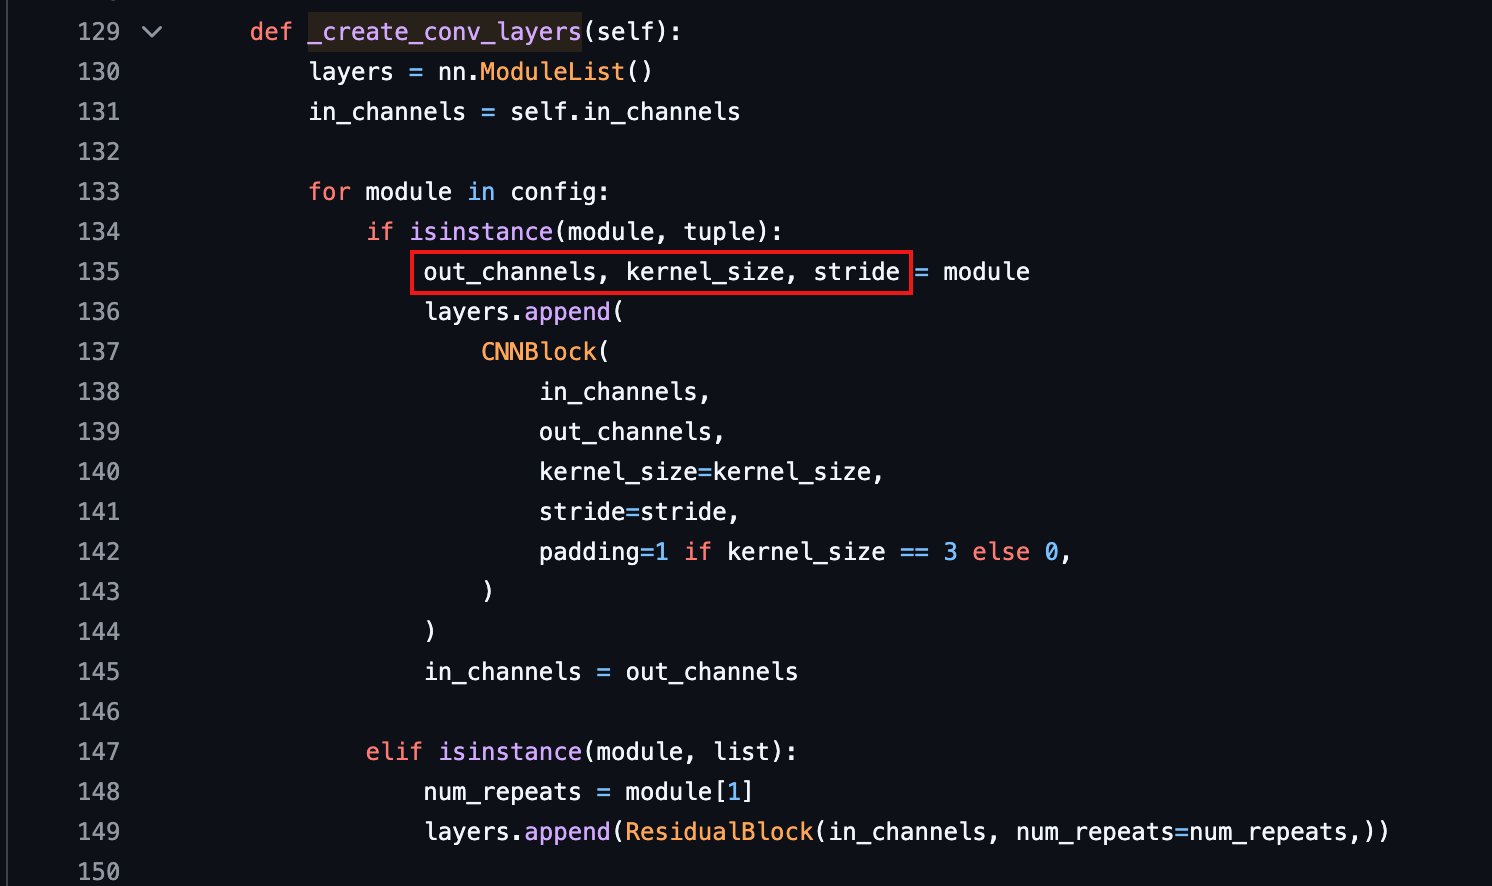 129 def _create_conv_layers(self):
130 layers = nn.ModuleList()
131 in_channels = self.in_channels
132
133 for module in config:
134 if isinstance(module, tuple):
135 out_channels, kernel_size, stride = module
136 layers.append(
137 CNNBlock(
138 in_channels,
139 out_channels,
140 kernel_size=kernel_size,
141 stride=stride,
142 padding=1 if kernel_size == 3 else 0,
143 )
144 )
145 in_channels = out_channels
146
147 elif isinstance(module, list):
148 num_repeats = module[1]
149 layers.append(ResidualBlock(in_channels, num_repeats=num_repeats,))
150